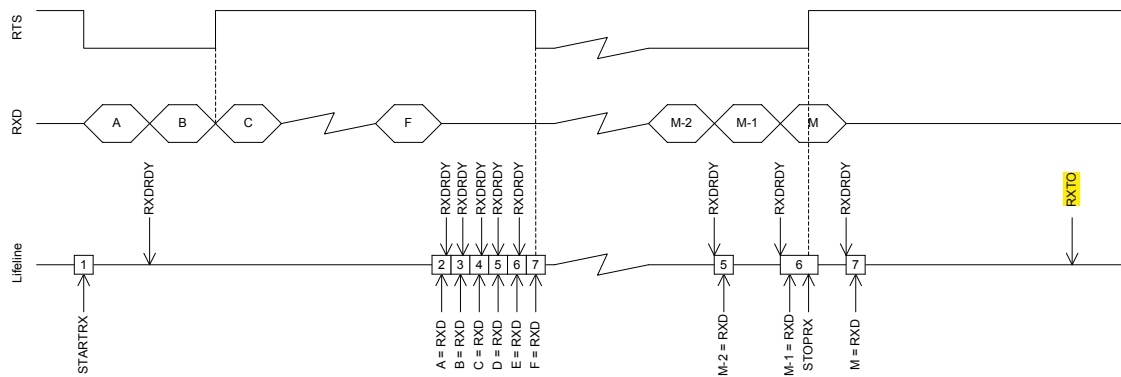 RTS
RXD
A
B
C
F
M-2
M-1
M
Lifeline
RXDRDY
RXDRDY
RXDRDY
RXDRDY
RXDRDY
RXDRDY
RXDRDY
RXDRDY
RXDRDY
RXTO
1
2
3
4
5
6
7
5
6
7
STARTRX
A = RXD
B = RXD
C = RXD
D = RXD
E = RXD
F = RXD
M-2 = RXD
M-1 = RXD
STOPRX
M = RXD